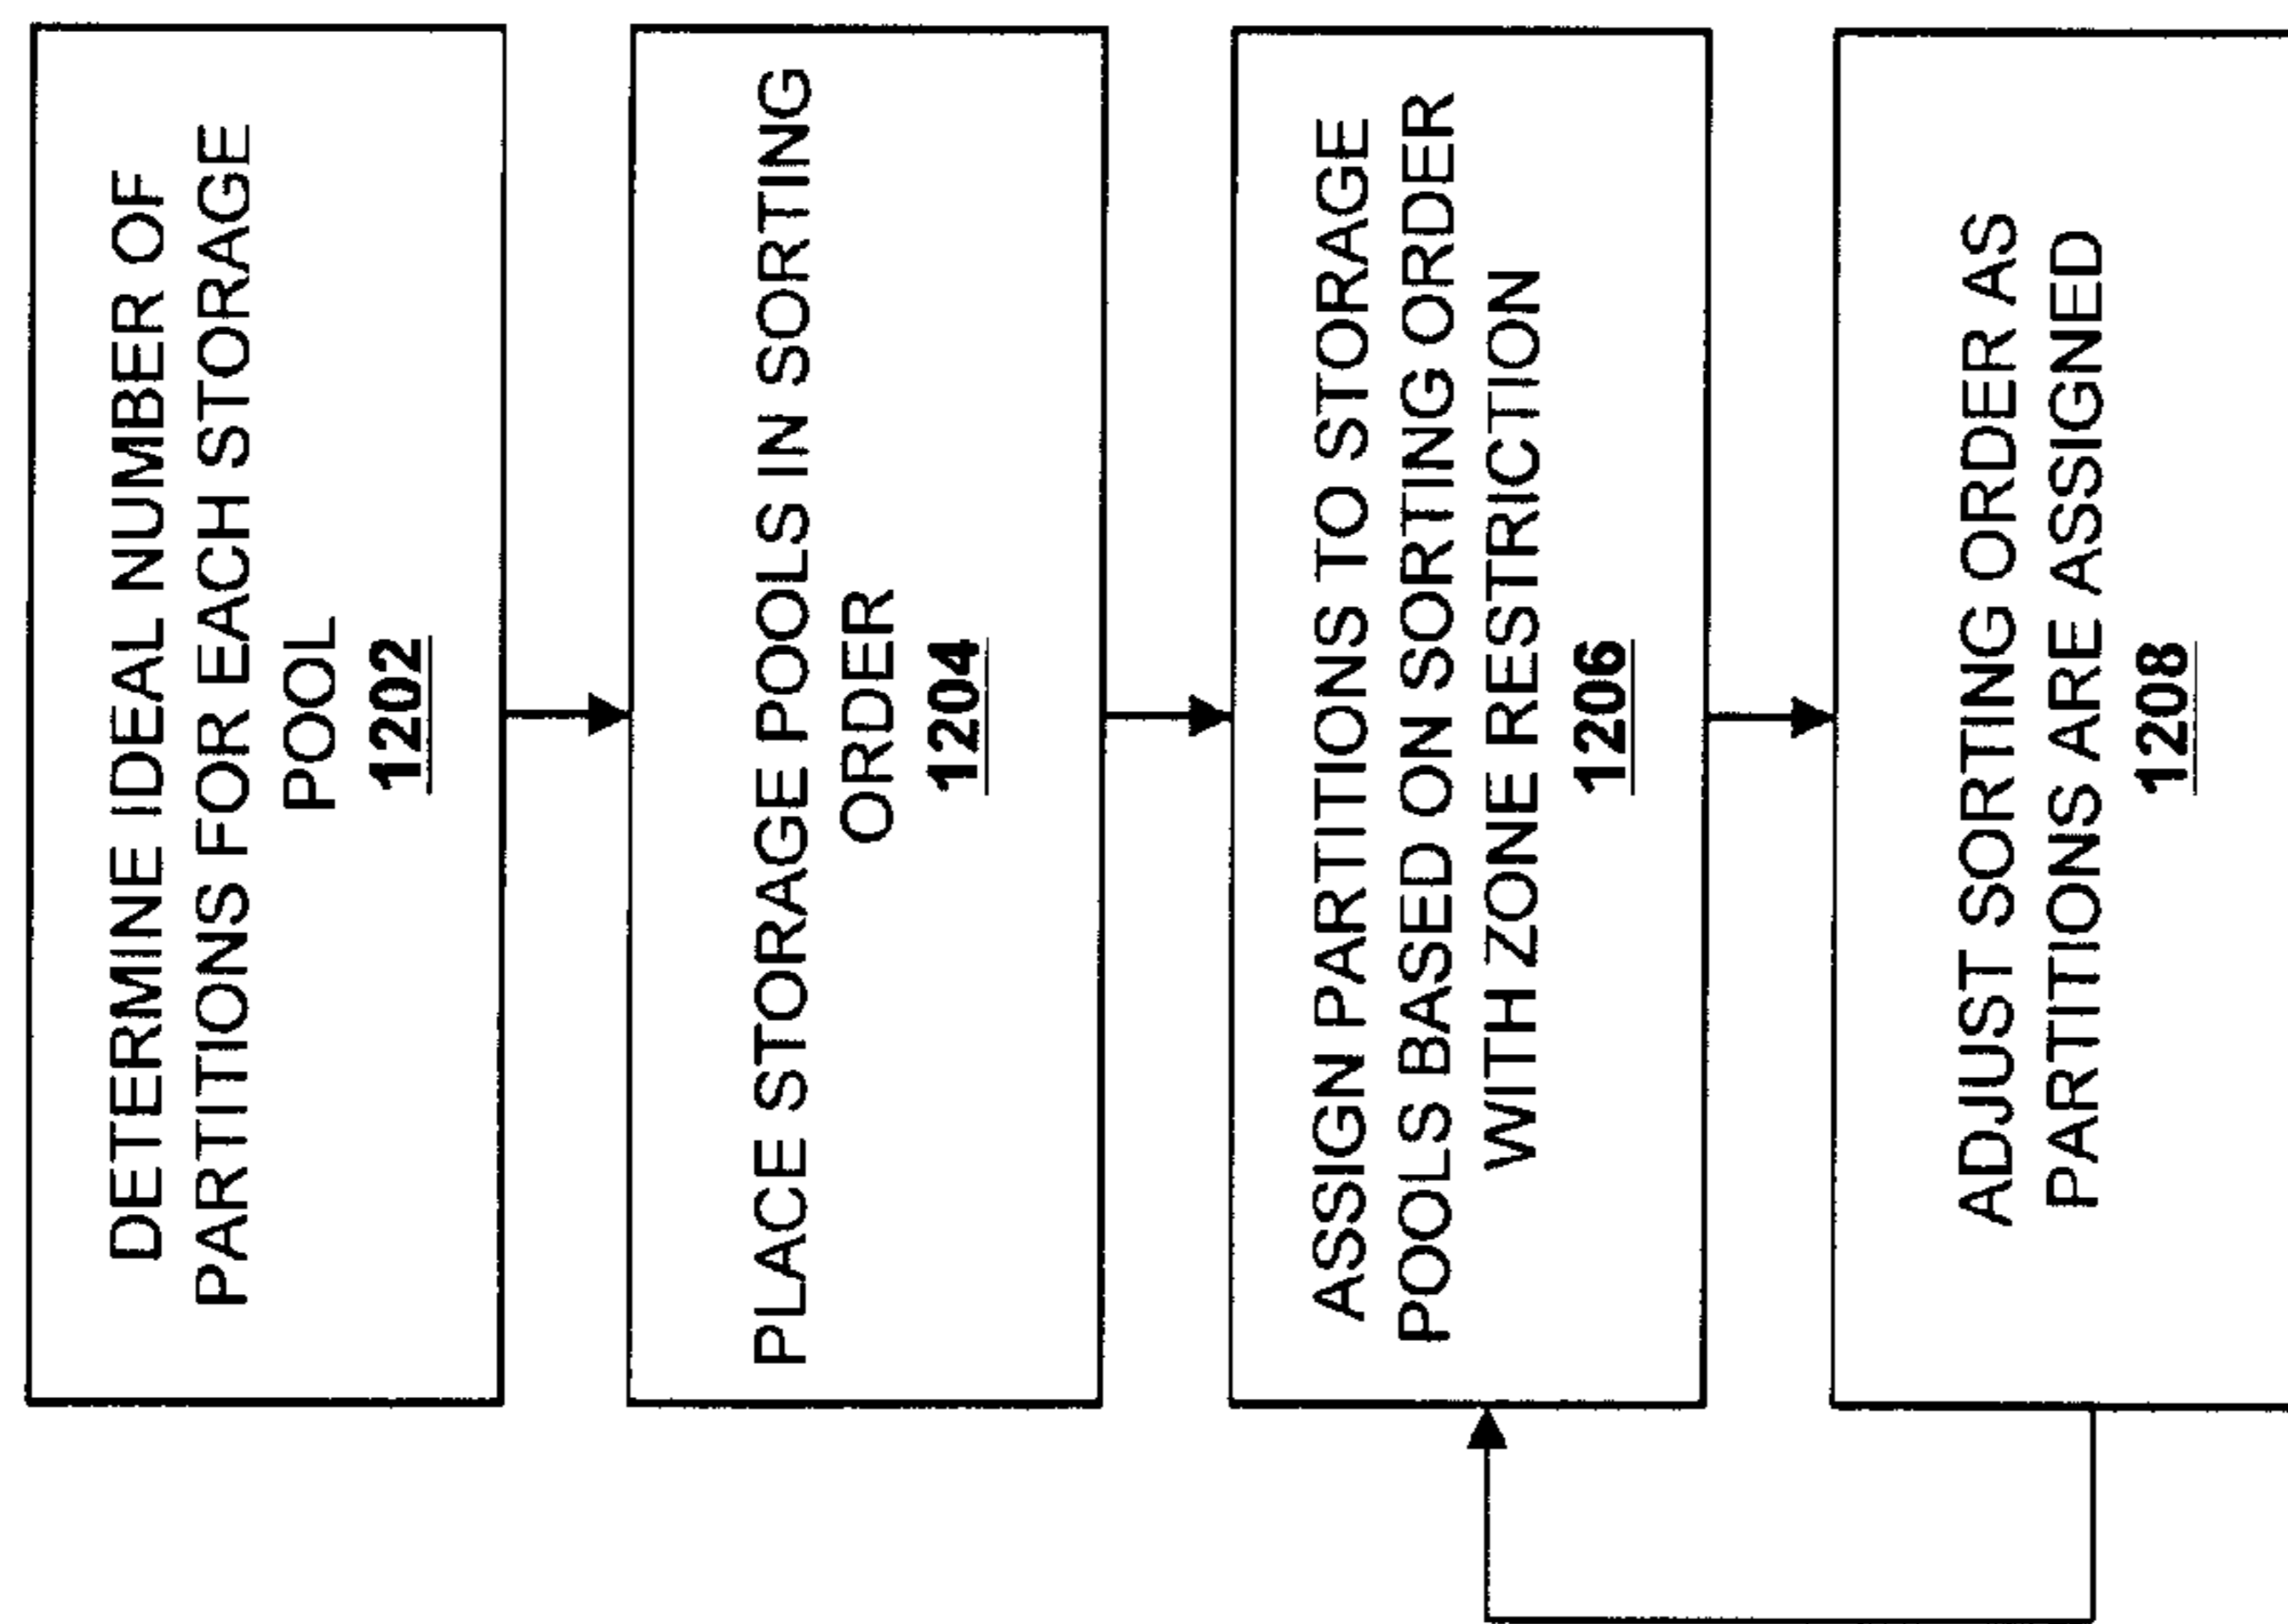 DETERMINE IDEAL NUMBER OF
PARTITIONS FOR EACH STORAGE
POOL
1202
PLACE STORAGE POOLS IN SORTING
ORDER
1204
ASSIGN PARTITIONS TO STORAGE
POOLS BASED ON SORTING ORDER
WITH ZONE RESTRICTION
1206
ADJUST SORTING ORDER AS
PARTITIONS ARE ASSIGNED
1208